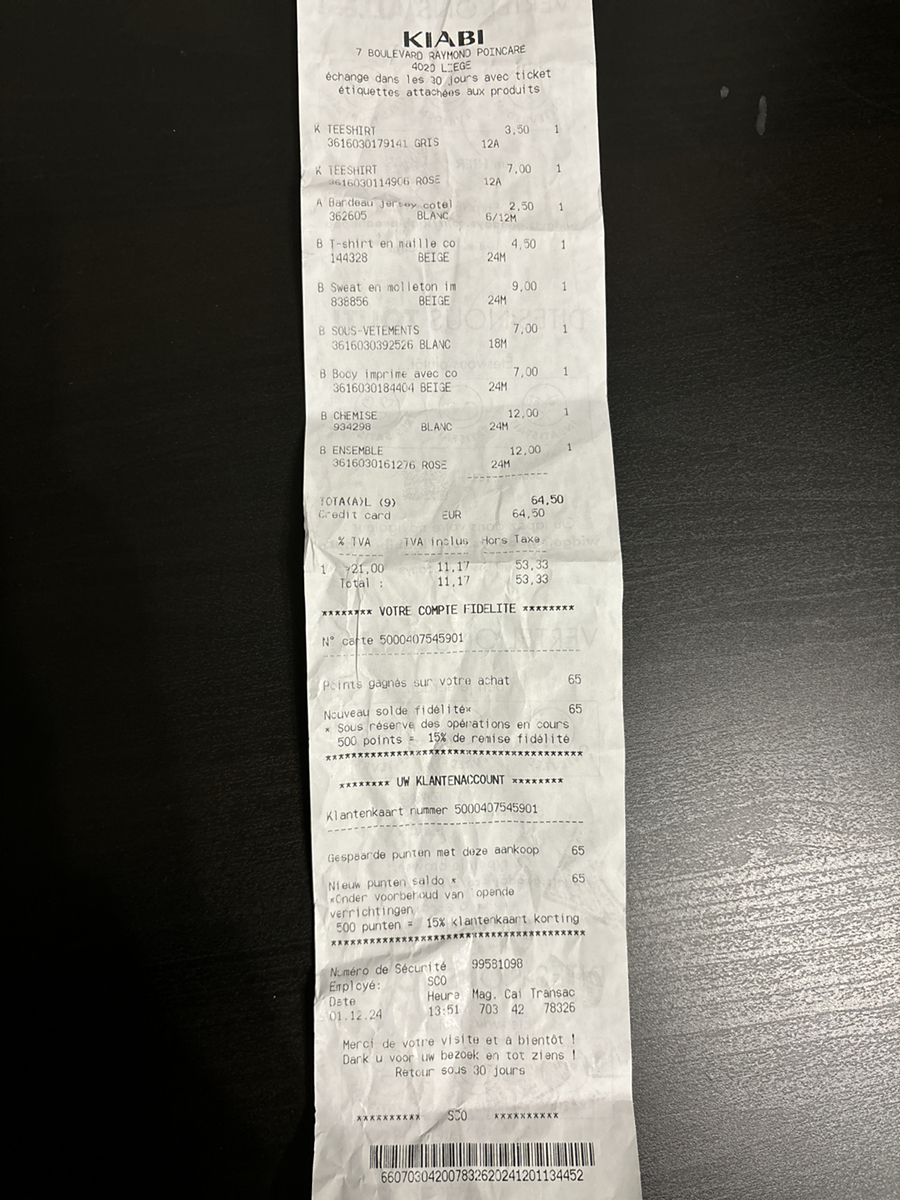 KIABI
7 BOULEVARD RAYMOND POINCARE
4020 LIEGE
échange dans les 30 jours avec ticket
étiquettes attachées aux produits
K TEESHIRT 3,50 1
3616030179141 GRIS 12A
K TEESHIRT 7,00 1
3616030114906 ROSE 12A
A Bardeau jersey cotel 2,50 1
362605 BLANC 6/12M
B T-shirt en maille co 4,50 1
144328 BEIGE 24M
B Sweat en molleton im 9,00 1
838856 BEIGE 24M
B SOUS-VETEMENTS 7,00 1
3616030392526 BLANC 18M
B Body imprime avec co 7,00 1
3616030184404 BEIGE 24M
B CHEMISE 12,00 1
934298 BLANC 24M
B ENSEMBLE 12,00 1
3616030161276 ROSE 24M
------------
TOTA(A)L (9) 64,50
Credit card EUR 64,50
% TVA TVA inclus Hors Taxe
1 21,00 11,17 53,33
Total : 11,17 53,33
******** VOTRE COMPTE FIDELITE ********
N° carte 5000407545901
Points gagnés sur votre achat 65
Nouveau solde fidélité* 65
* Sous réserve des opérations en cours
500 points = 15% de remise fidélité
****************************************
******** UW KLANTENACCOUNT ********
Klantenkaart nummer 5000407545901
Gespaarde punten met deze aankoop 65
Nieuw punten saldo * 65
*Onder voorbehoud van lopende
verrichtingen
500 punten = 15% klantenkaart korting
****************************************
Numéro de Sécurité 99581098
Employé: SCO
Date Heure Mag. Cai Transac
01.12.24 13:51 703 42 78326
Merci de votre visite et à bientôt !
Dank u voor uw bezoek en tot ziens !
Retour sous 30 jours
********** SCO **********
660703042007832620241201134452